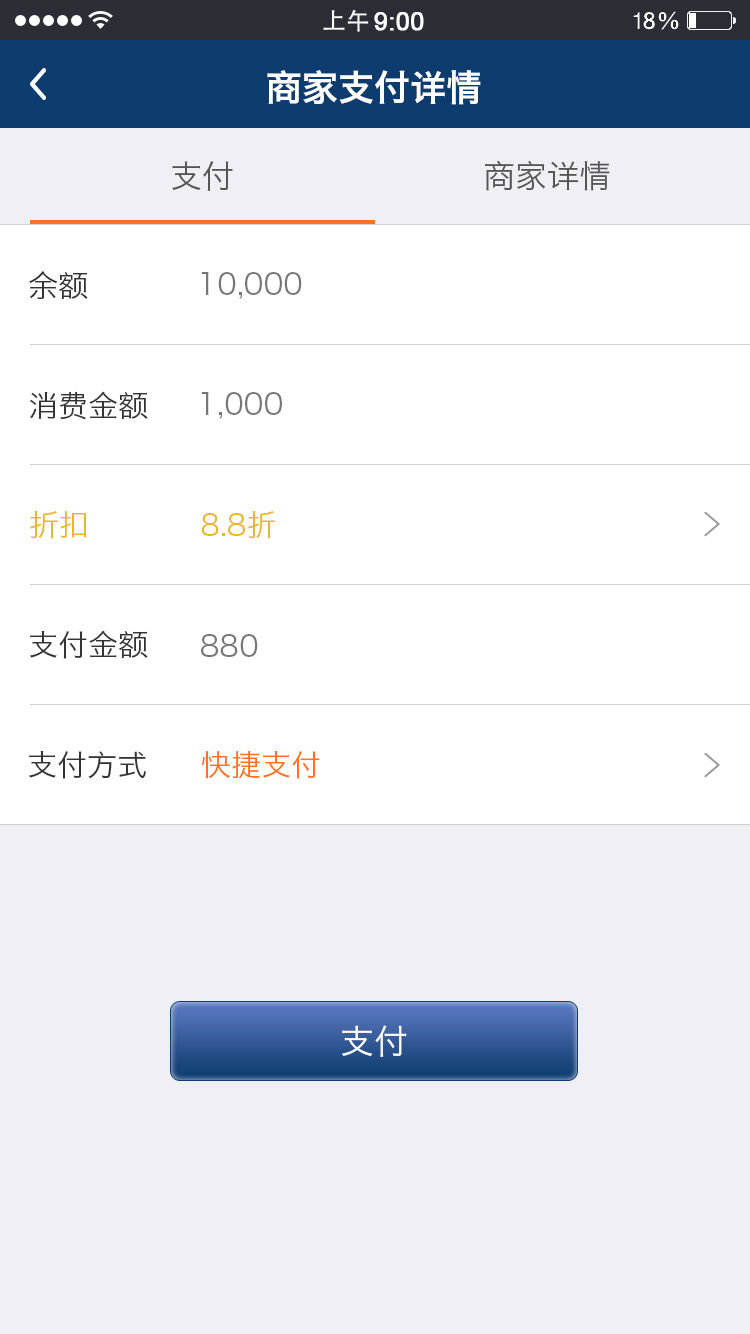 上午9:00 18%
商家支付详情
支付 商家详情
余额 10,000
消费金额 1,000
折扣 8.8折
支付金额 880
支付方式 快捷支付
支付